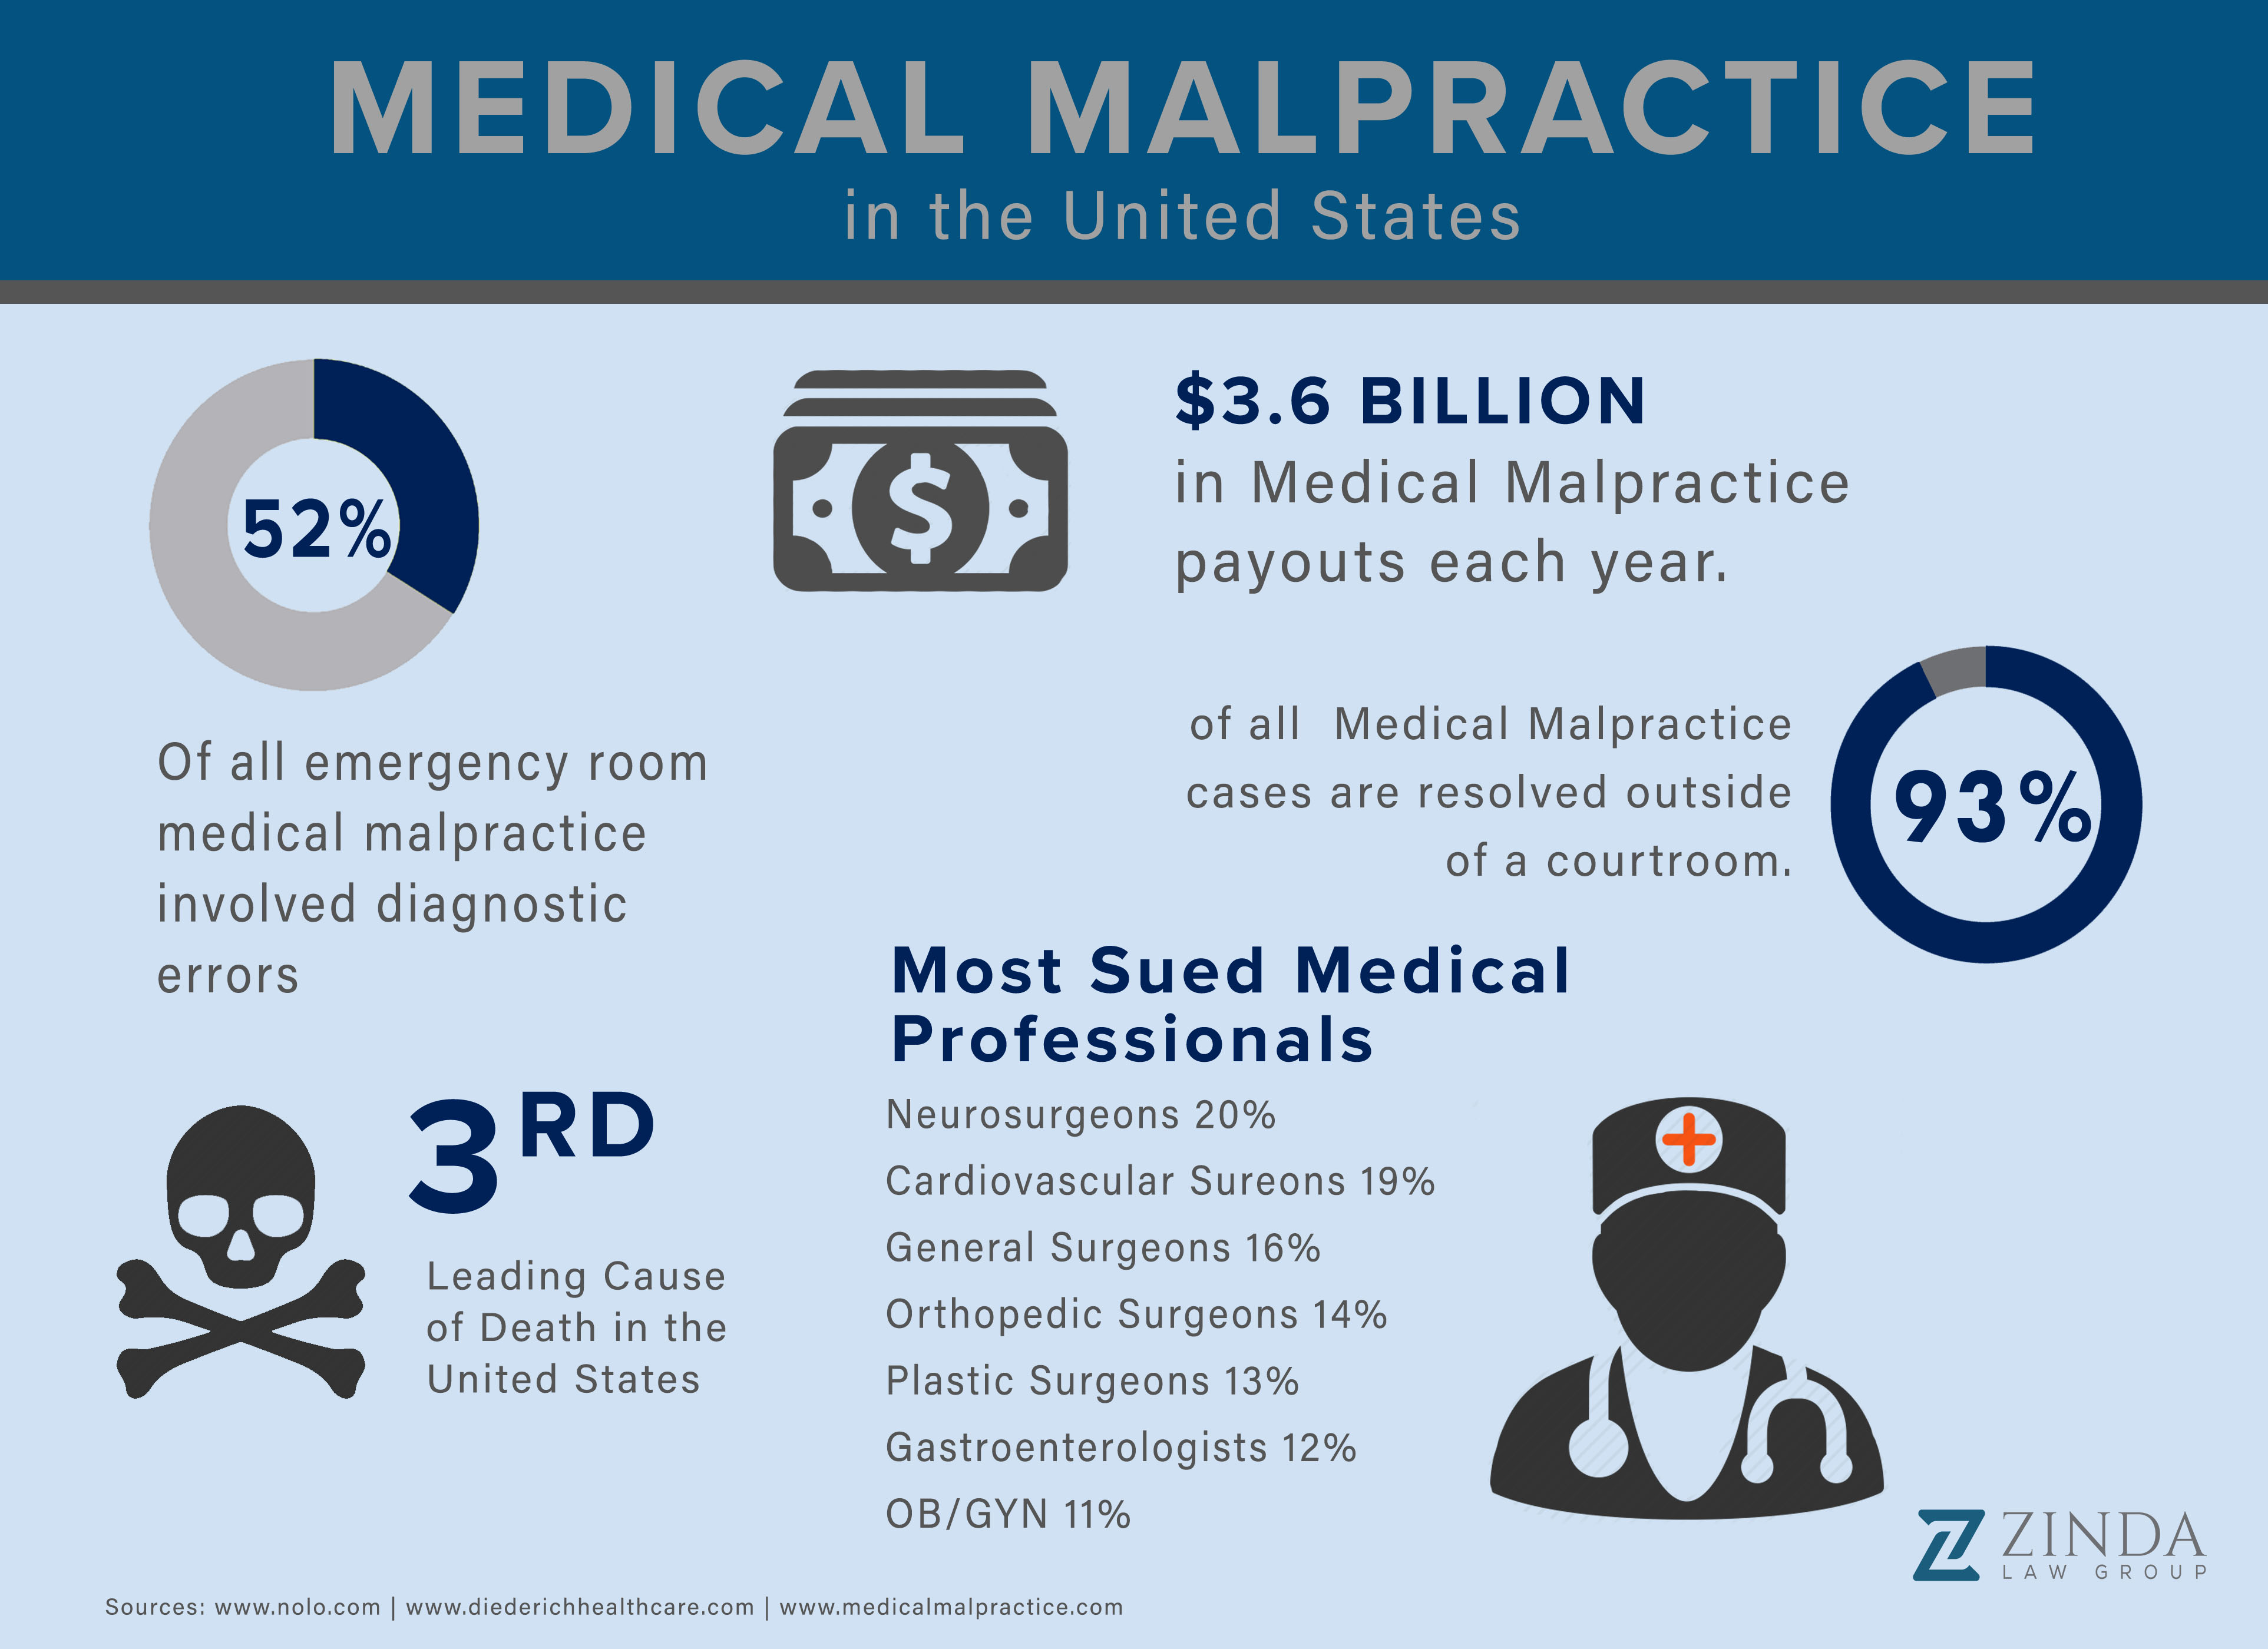 MEDICAL MALPRACTICE
in the United States
52%
Of all emergency room
medical malpractice
involved diagnostic
errors
$3.6 BILLION
in Medical Malpractice
payouts each year.
of all Medical Malpractice
cases are resolved outside
of a courtroom.
93%
3RD
Leading Cause
of Death in the
United States
Most Sued Medical
Professionals
Neurosurgeons 20%
Cardiovascular Sureons 19%
General Surgeons 16%
Orthopedic Surgeons 14%
Plastic Surgeons 13%
Gastroenterologists 12%
OB/GYN 11%
ZINDA
LAW GROUP
Sources: www.nolo.com | www.diederichhealthcare.com | www.medicalmalpractice.com